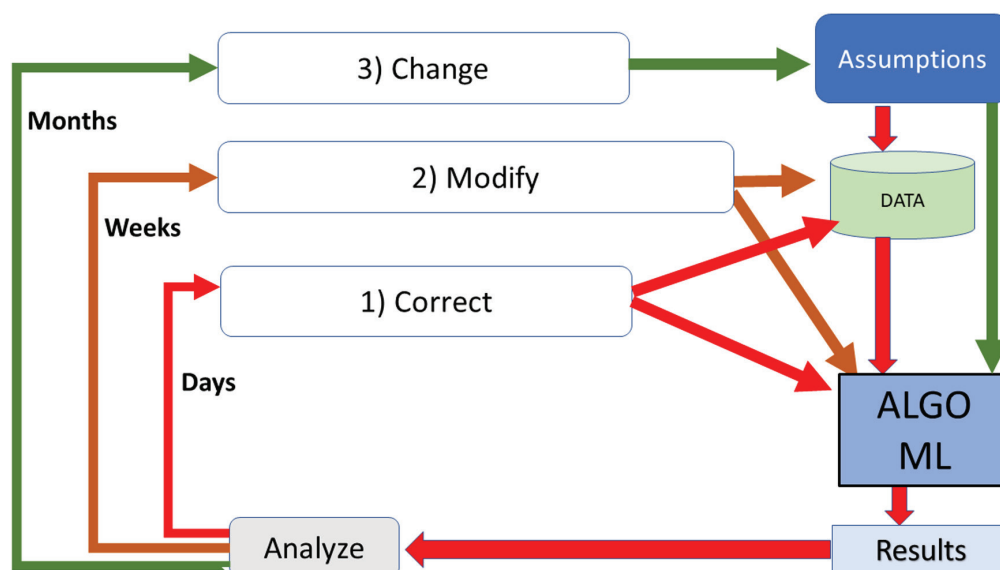 3) Change
Assumptions
Months
2) Modify
DATA
Weeks
1) Correct
Days
ALGO
ML
Analyze
Results